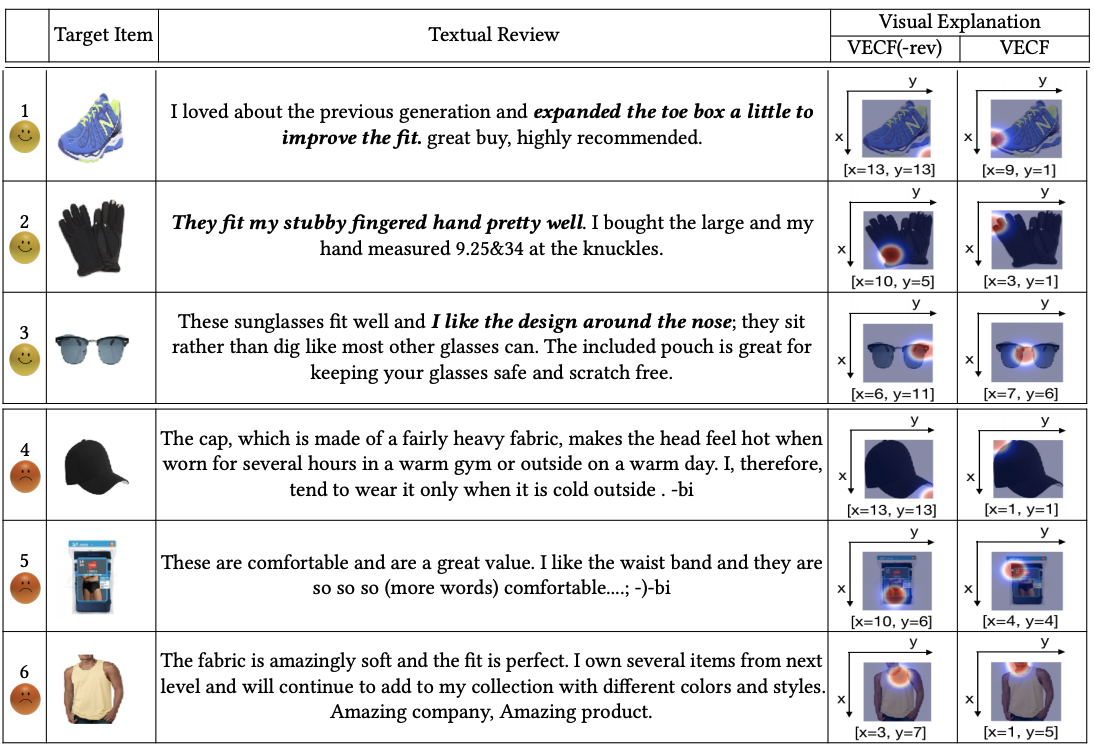 Target Item
Textual Review
Visual Explanation
VECF(-rev)
VECF
1
I loved about the previous generation and expanded the toe box a little to
improve the fit. great buy, highly recommended.
y
x
[x=13, y=13]
y
x
[x=9, y=1]
2
They fit my stubby fingered hand pretty well. I bought the large and my
hand measured 9.25&34 at the knuckles.
y
x
[x=10, y=5]
y
x
[x=3, y=1]
3
These sunglasses fit well and I like the design around the nose; they sit
rather than dig like most other glasses can. The included pouch is great for
keeping your glasses safe and scratch free.
y
x
[x=6, y=11]
y
x
[x=7, y=6]
4
The cap, which is made of a fairly heavy fabric, makes the head feel hot when
worn for several hours in a warm gym or outside on a warm day. I, therefore,
tend to wear it only when it is cold outside . -bi
y
x
[x=13, y=13]
y
x
[x=1, y=1]
5
These are comfortable and are a great value. I like the waist band and they are
so so so (more words) comfortable....; -)-bi
y
x
[x=10, y=6]
y
x
[x=4, y=4]
6
The fabric is amazingly soft and the fit is perfect. I own several items from next
level and will continue to add to my collection with different colors and styles.
Amazing company, Amazing product.
y
x
[x=3, y=7]
y
x
[x=1, y=5]